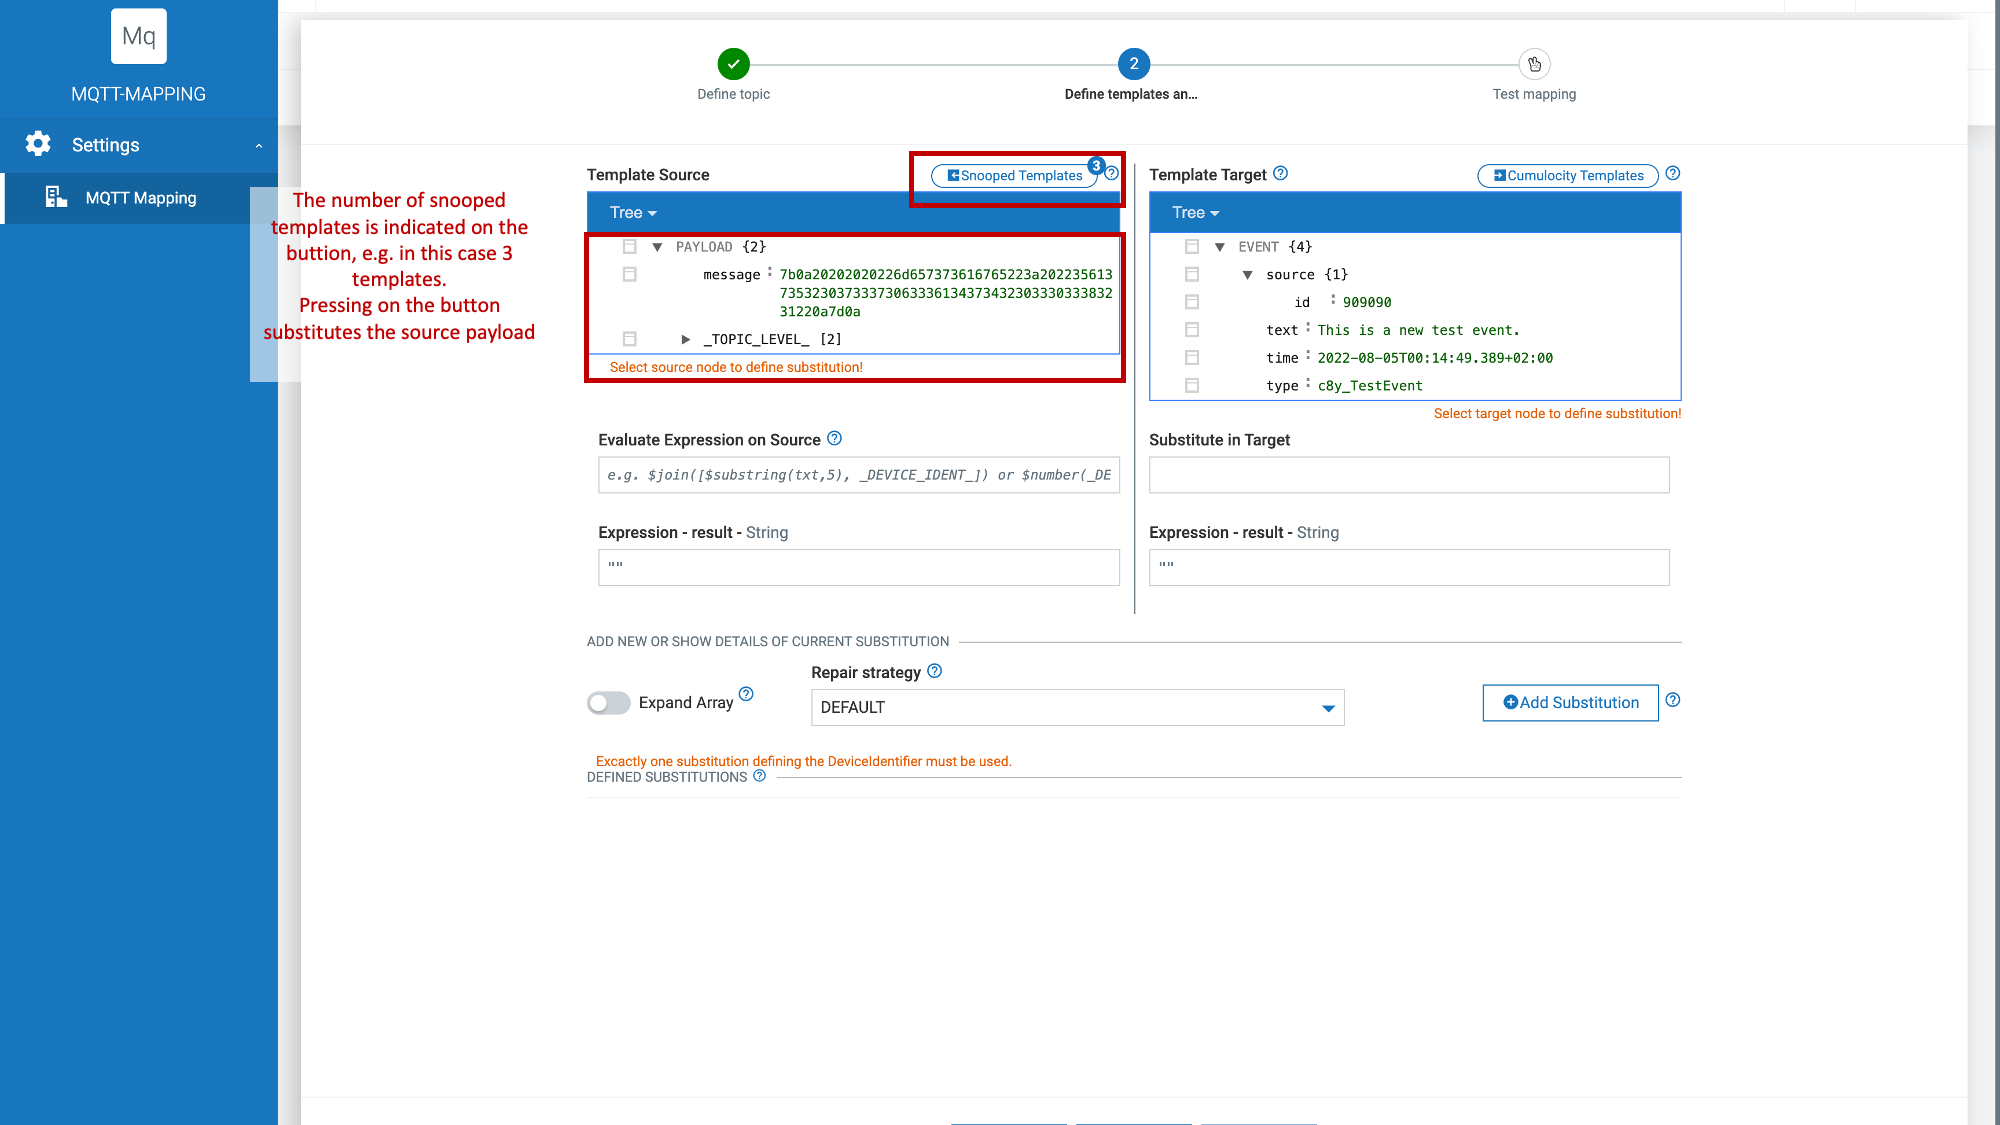 Mq
MQTT-MAPPING
Settings
MQTT Mapping
The number of snooped
templates is indicated on the
buttion, e.g. in this case 3
templates.
Pressing on the button
substitutes the source payload
Define topic
2
Define templates an...
Test mapping
Template Source
Snooped Templates
3
Tree
PAYLOAD {2}
message : 7b0a20202020226d657373616765223a202235613
73532303733373063336134373432303330333832
31220a7d0a
_TOPIC_LEVEL_ [2]
Select source node to define substitution!
Template Target
Cumulocity Templates
Tree
EVENT {4}
source {1}
id : 909090
text : This is a new test event.
time : 2022-08-05T00:14:49.389+02:00
type : c8y_TestEvent
Select target node to define substitution!
Evaluate Expression on Source
e.g. $join([$substring(txt,5), _DEVICE_IDENT_]) or $number(_DE
Expression - result - String
""
Substitute in Target
Expression - result - String
""
ADD NEW OR SHOW DETAILS OF CURRENT SUBSTITUTION
Expand Array
Repair strategy
DEFAULT
Add Substitution
Excactly one substitution defining the DeviceIdentifier must be used.
DEFINED SUBSTITUTIONS